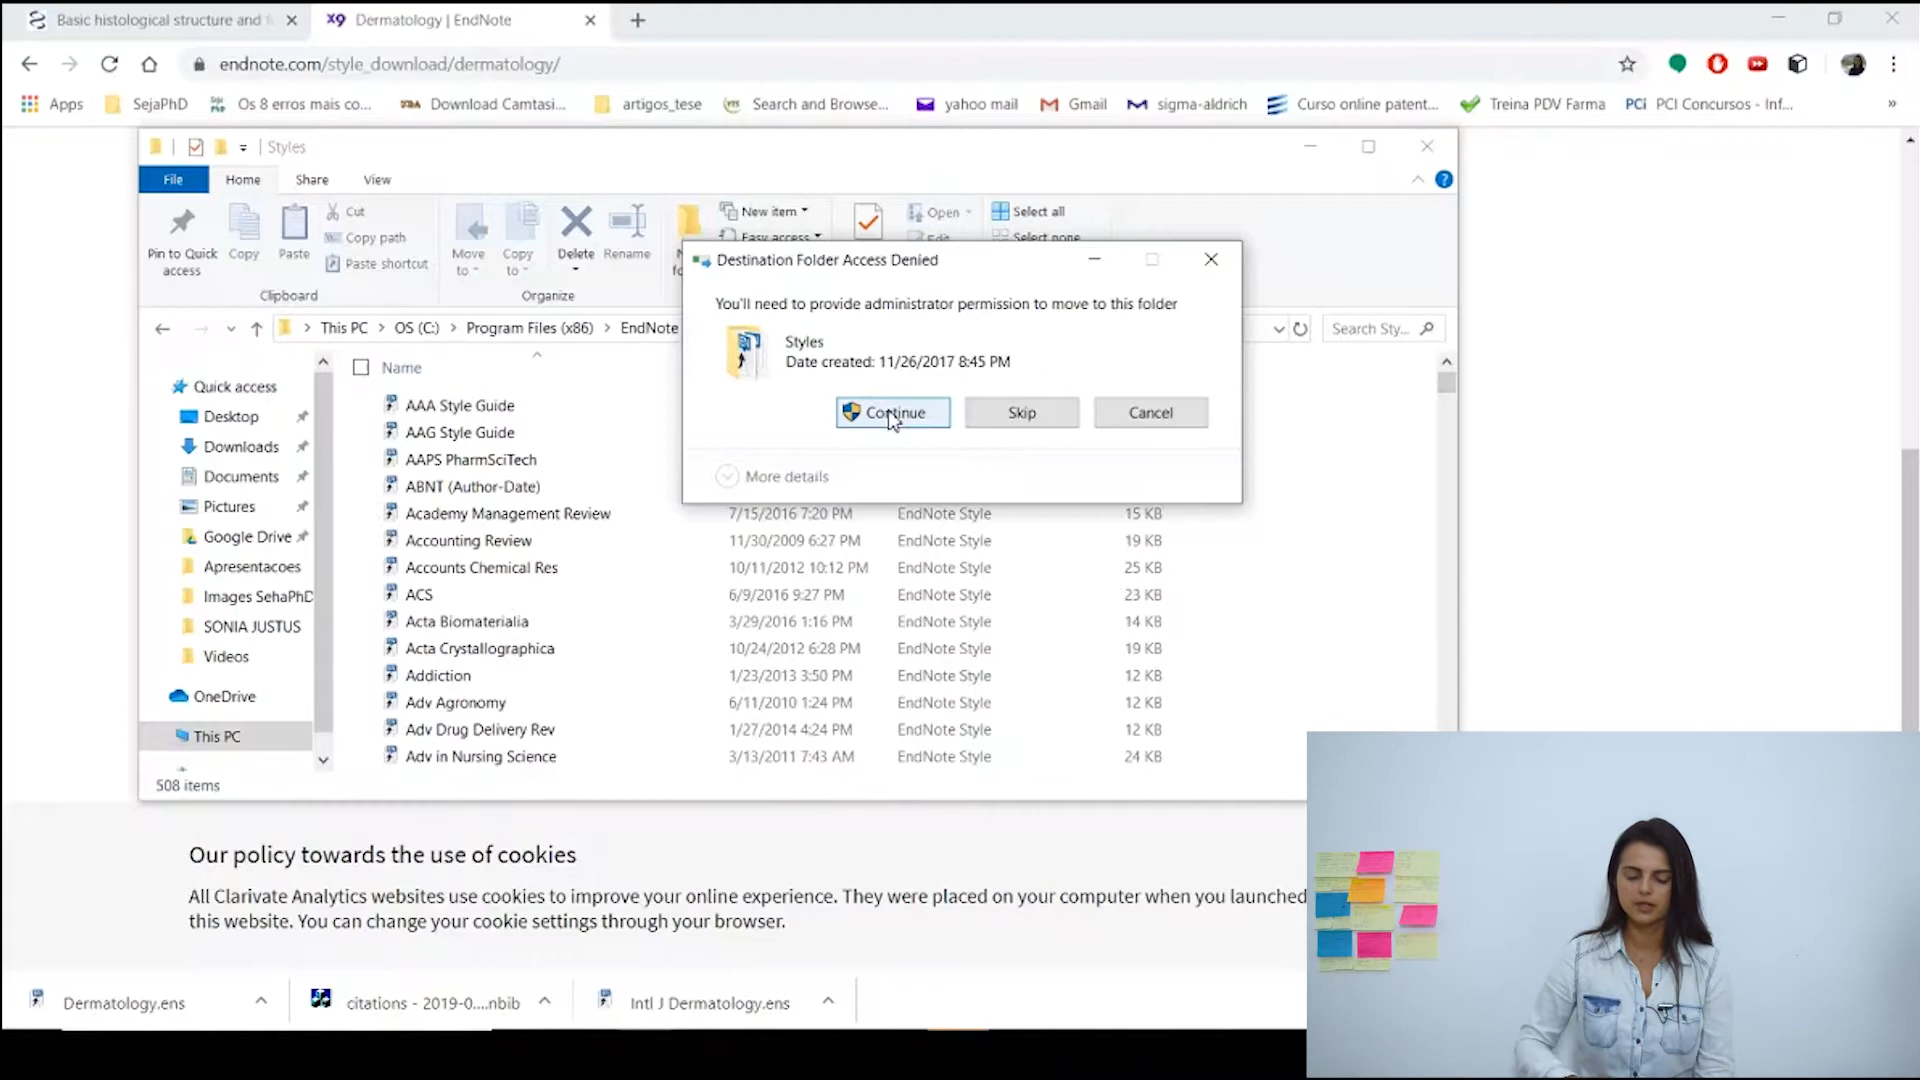 Basic histological structure and f
Dermatology | EndNote
endnote.com/style_download/dermatology/
Apps
SejaPhD
Os 8 erros mais co...
Download Camtasi...
artigos_tese
Search and Browse...
yahoo mail
Gmail
sigma-aldrich
Curso online patent...
Treina PDV Farma
PCI Concursos - Inf...
Styles
File
Home
Share
View
Pin to Quick access
Copy
Paste
Cut
Copy path
Paste shortcut
Clipboard
Move to
Copy to
Delete
Rename
Organize
New item
Easy access
Open
Edit
Select all
Select none
This PC > OS (C:) > Program Files (x86) > EndNote
Search Sty...
Destination Folder Access Denied
You'll need to provide administrator permission to move to this folder
Styles
Date created: 11/26/2017 8:45 PM
Continue
Skip
Cancel
More details
Quick access
Desktop
Downloads
Documents
Pictures
Google Drive
Apresentacoes
Images SehaPhD
SONIA JUSTUS
Videos
OneDrive
This PC
Name
AAA Style Guide
AAG Style Guide
AAPS PharmSciTech
ABNT (Author-Date)
Academy Management Review 7/15/2016 7:20 PM EndNote Style 15 KB
Accounting Review 11/30/2009 6:27 PM EndNote Style 19 KB
Accounts Chemical Res 10/11/2012 10:12 PM EndNote Style 25 KB
ACS 6/9/2016 9:27 PM EndNote Style 23 KB
Acta Biomaterialia 3/29/2016 1:16 PM EndNote Style 14 KB
Acta Crystallographica 10/24/2012 6:28 PM EndNote Style 19 KB
Addiction 1/23/2013 3:50 PM EndNote Style 12 KB
Adv Agronomy 6/11/2010 1:24 PM EndNote Style 12 KB
Adv Drug Delivery Rev 1/27/2014 4:24 PM EndNote Style 12 KB
Adv in Nursing Science 3/13/2011 7:43 AM EndNote Style 24 KB
508 items
Our policy towards the use of cookies
All Clarivate Analytics websites use cookies to improve your online experience. They were placed on your computer when you launched
this website. You can change your cookie settings through your browser.
Dermatology.ens
citations - 2019-0....nbib
Intl J Dermatology.ens